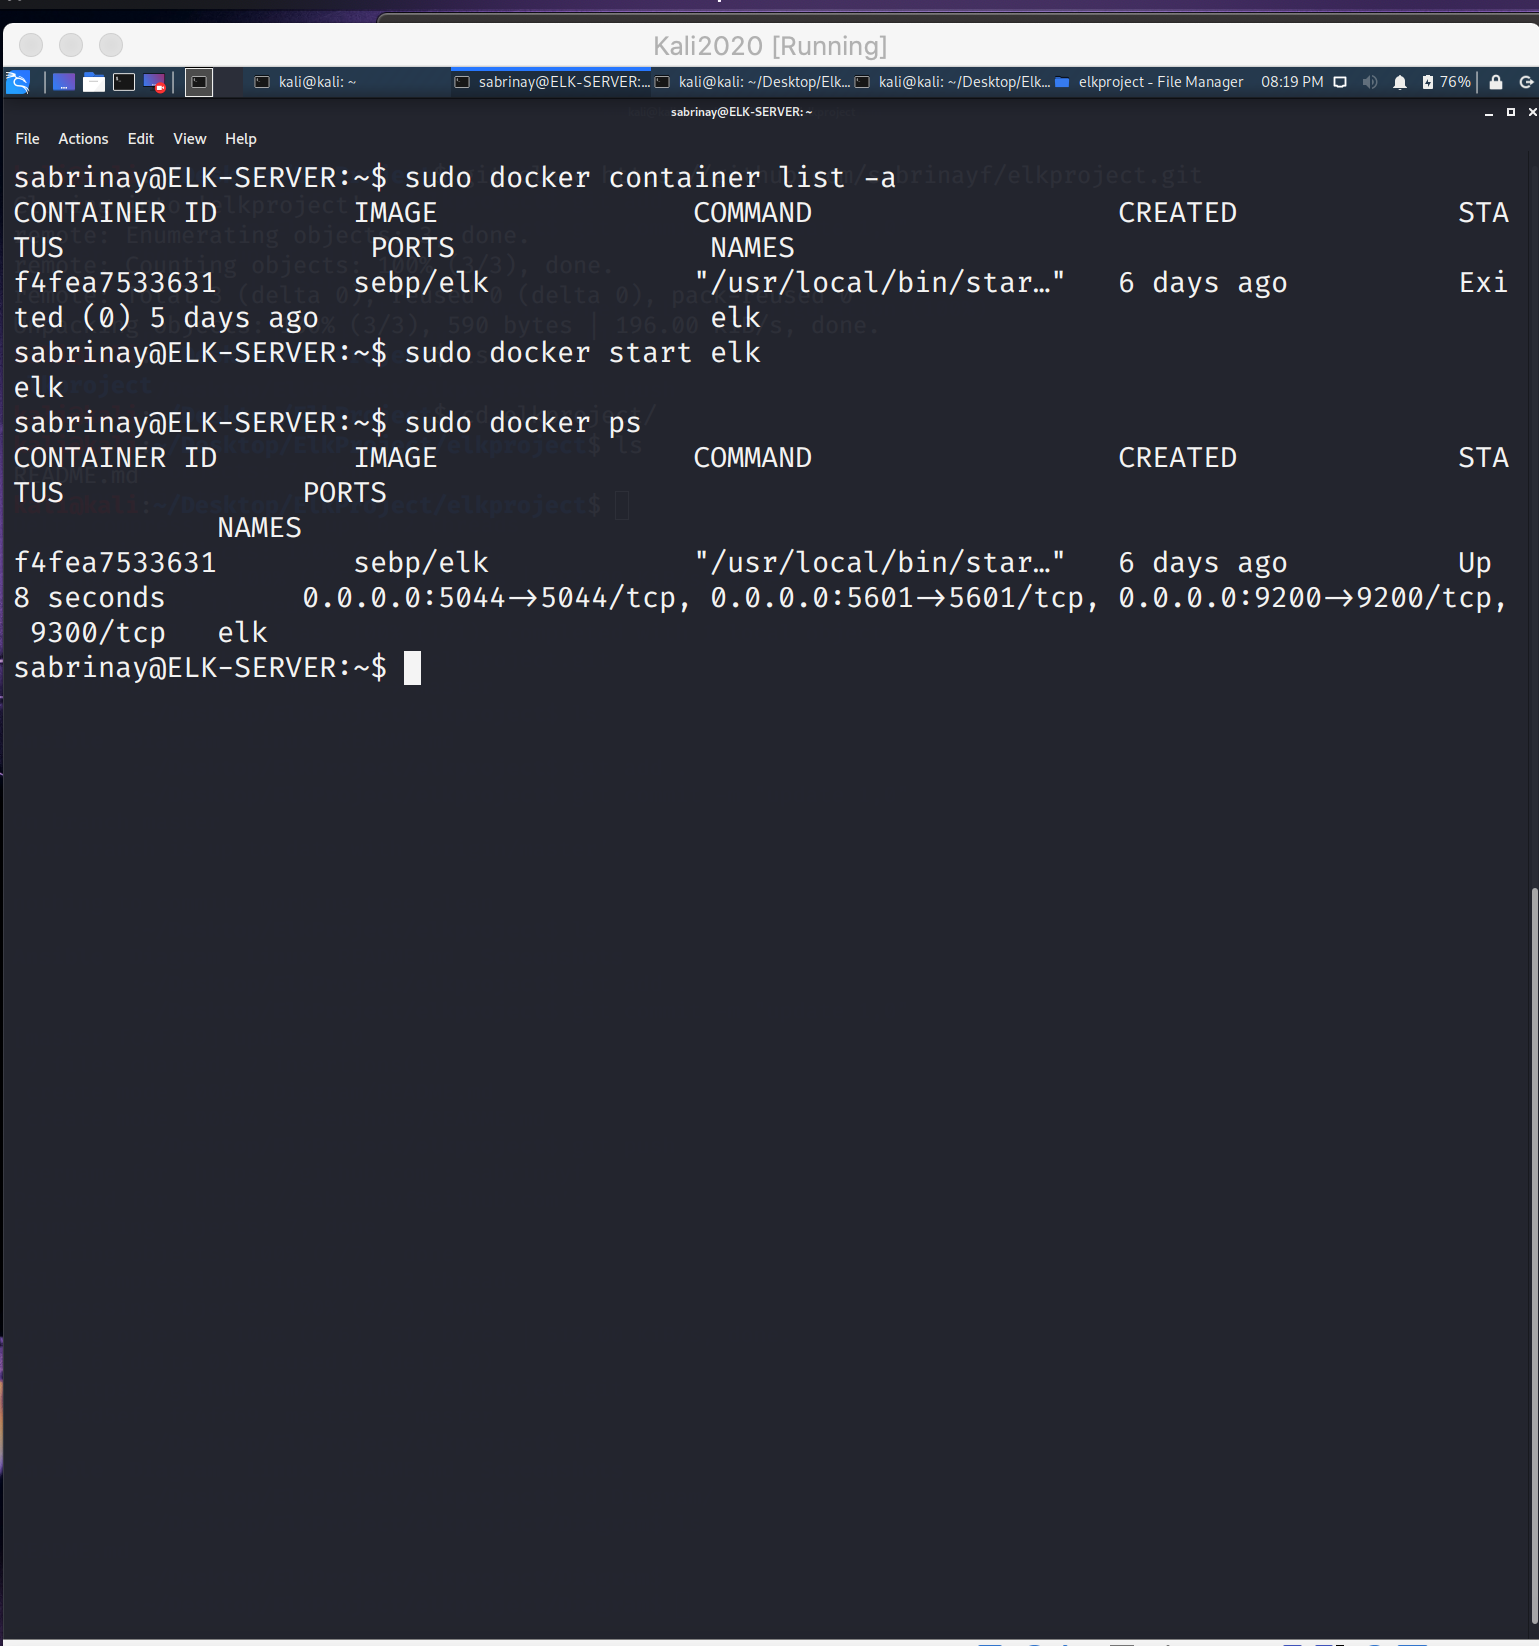 Kali2020 [Running]
kali@kali: ~ sabrinay@ELK-SERVER:... kali@kali: ~/Desktop/Elk... kali@kali: ~/Desktop/Elk... elkproject - File Manager 08:19 PM 76%
sabrinay@ELK-SERVER: ~
File Actions Edit View Help
sabrinay@ELK-SERVER:~$ sudo docker container list -a
CONTAINER ID IMAGE COMMAND CREATED STA
TUS PORTS NAMES
f4fea7533631 sebp/elk "/usr/local/bin/star…" 6 days ago Exi
ted (0) 5 days ago elk
sabrinay@ELK-SERVER:~$ sudo docker start elk
elk
sabrinay@ELK-SERVER:~$ sudo docker ps
CONTAINER ID IMAGE COMMAND CREATED STA
TUS PORTS
NAMES
f4fea7533631 sebp/elk "/usr/local/bin/star…" 6 days ago Up
8 seconds 0.0.0.0:5044->5044/tcp, 0.0.0.0:5601->5601/tcp, 0.0.0.0:9200->9200/tcp,
9300/tcp elk
sabrinay@ELK-SERVER:~$